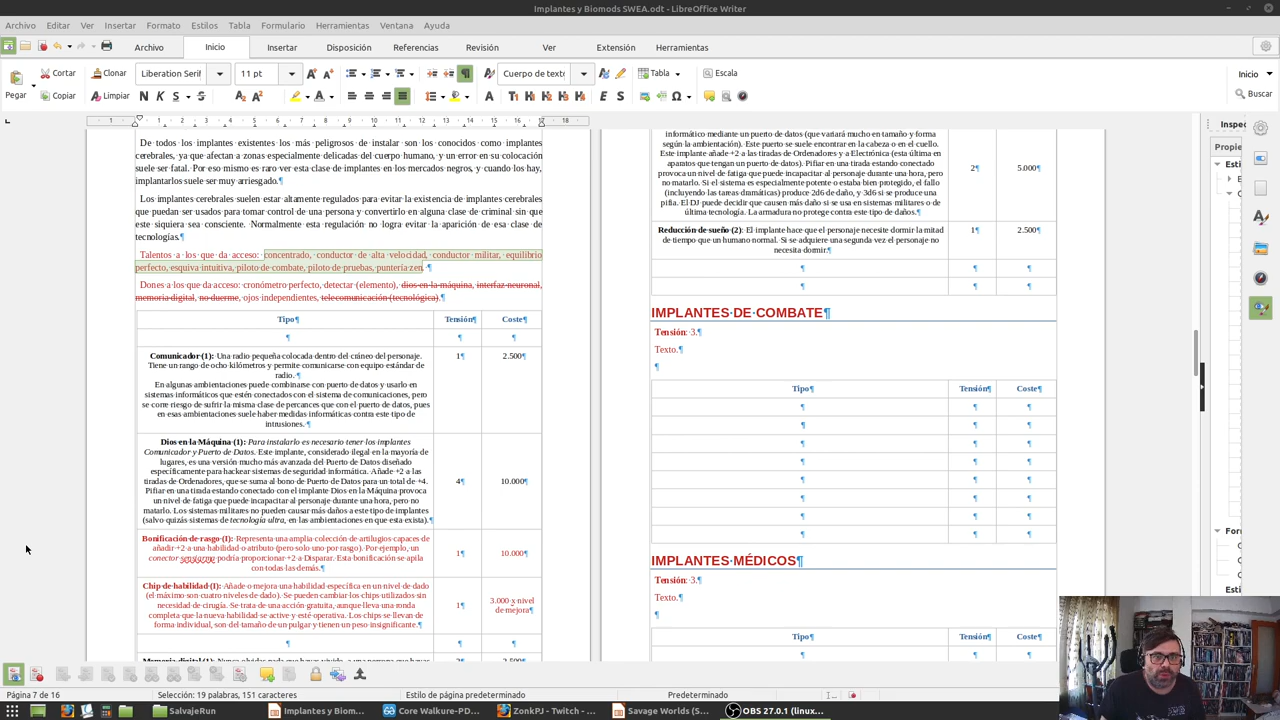 Implantes y Biomods SWEA.odt - LibreOffice Writer
Archivo Editar Ver Insertar Formato Estilos Tabla Formulario Herramientas Ventana Ayuda
Archivo Inicio Insertar Disposición Referencias Revisión Ver Extensión Herramientas
Cortar Clonar Liberation Serif 11 pt Cuerpo de texto Tabla Escala Inicio
Pegar Copiar Limpiar N K S S Buscar
De todos los implantes existentes los más peligrosos de instalar son los conocidos implantes
cerebrales, ya que afectan a zonas especialmente delicadas del cuerpo humano, y un error en su colocación
suele ser fatal. Por eso mismo es raro ver esta clase de implantes en los mercados negros, y cuando los hay,
implantarlos suele ser muy arriesgado.¶
Los implantes cerebrales suelen estar altamente regulados para evitar la existencia de implantes cerebrales
que puedan ser usados para tomar control de una persona y convertirlo en alguna clase de criminal sin que
este siquiera sea consciente. Normalmente esta regulación no logra evitar la aparición de esa clase de
tecnologías.¶
Talentos a los que da acceso: concentrado, conductor de alta velocidad, conductor militar, equilibrio
perfecto, esquiva intuitiva, piloto de combate, piloto de pruebas, puntería zen. ¶
Dones a los que da acceso: cronómetro perfecto, detectar (elemento), dios en la máquina, interfaz neuronal,
memoria digital, no duerme, ojos independientes, telecomunicación (tecnológica).¶
Tipo¶ Tensión¶ Coste¶
¶ ¶ ¶
Comunicador (1): Una radio pequeña colocada dentro del cráneo del personaje.
Tiene un rango de ocho kilómetros y permite comunicarse con equipo estándar de
radio. ¶
En algunas ambientaciones puede combinarse con puerto de datos y usarlo en
sistemas informáticos que estén conectados con el sistema de comunicaciones, pero
se corre riesgo de sufrir la misma clase de percances que con el puerto de datos, pues
en esas ambientaciones suele haber medidas informáticas contra este tipo de
intrusiones. ¶
1¶ 2.500¶
Dios en la Máquina (1): Para instalarlo es necesario tener los implantes
Comunicador y Puerto de Datos. Este implante, considerado ilegal en la mayoría de
lugares, es una versión mucho más avanzada del Puerto de Datos diseñado
específicamente para hackear sistemas de seguridad informática. Añade +2 a las
tiradas de Ordenadores, que se suma al bono de Puerto de Datos para un total de +4.
Pifiar en una tirada estando conectado con el implante Dios en la Máquina provoca
un nivel de fatiga que puede incapacitar al personaje durante una hora, pero no
matarlo. Los sistemas militares no pueden causar más daños a este tipo de implantes
(salvo quizás sistemas de tecnología ultra, en las ambientaciones en que esta exista).¶
4¶ 10.000¶
Bonificación de rasgo (I): Representa una amplia colección de artilugios capaces de
añadir +2 a una habilidad o atributo (pero solo uno por rasgo). Por ejemplo, un
conector sensiarma podría proporcionar +2 a Disparar. Esta bonificación se apila
con todas las demás.¶
1¶ 10.000¶
Chip de habilidad (I): Añade o mejora una habilidad específica en un nivel de dado
(el máximo son cuatro niveles de dado). Se pueden cambiar los chips utilizados sin
necesidad de cirugía. Se trata de una acción gratuita, aunque lleva una ronda
completa que la nueva habilidad se active y esté operativa. Los chips se llevan de
forma individual, son del tamaño de un pulgar y tienen un peso insignificante.¶
1¶ 3.000 x nivel
de mejora¶
¶ ¶ ¶
informático mediante un puerto de datos (que variará mucho en tamaño y forma
según la ambientación). Este puerto se suele encontrar en la cabeza o en el cuello.
Este implante añade +2 a las tiradas de Ordenadores y a Electrónica (esta última en
aparatos que tengan un puerto de datos). Pifiar en una tirada estando conectado
provoca un nivel de fatiga que puede incapacitar al personaje durante una hora, pero
no matarlo. Si el sistema es especialmente potente o estaba bien protegido, el fallo
(incluyendo las tareas dramáticas) produce 2d6 de daño, y 3d6 si se produce una
pifia. El DJ puede decidir que causen más daño si se usa en sistemas militares o de
última tecnología. La armadura no protege contra este tipo de daños.¶
2¶ 5.000¶
Reducción de sueño (2): El implante hace que el personaje necesite dormir la mitad
de tiempo que un humano normal. Si se adquiere una segunda vez el personaje no
necesita dormir.¶
1¶ 2.500¶
¶ ¶ ¶
¶ ¶ ¶
IMPLANTES DE COMBATE¶
Tensión: 3.¶
Texto.¶
¶
Tipo¶ Tensión¶ Coste¶
IMPLANTES MÉDICOS¶
Tensión: 3.¶
Texto.¶
¶
Tipo¶ Tensión¶ Coste¶
Página 7 de 16 Selección: 19 palabras, 151 caracteres Estilo de página predeterminado Predeterminado
SalvajeRun Implantes y Biom... Core Walkure-PD... ZonkPJ - Twitch - ... Savage Worlds (S... OBS 27.0.1 (linux...